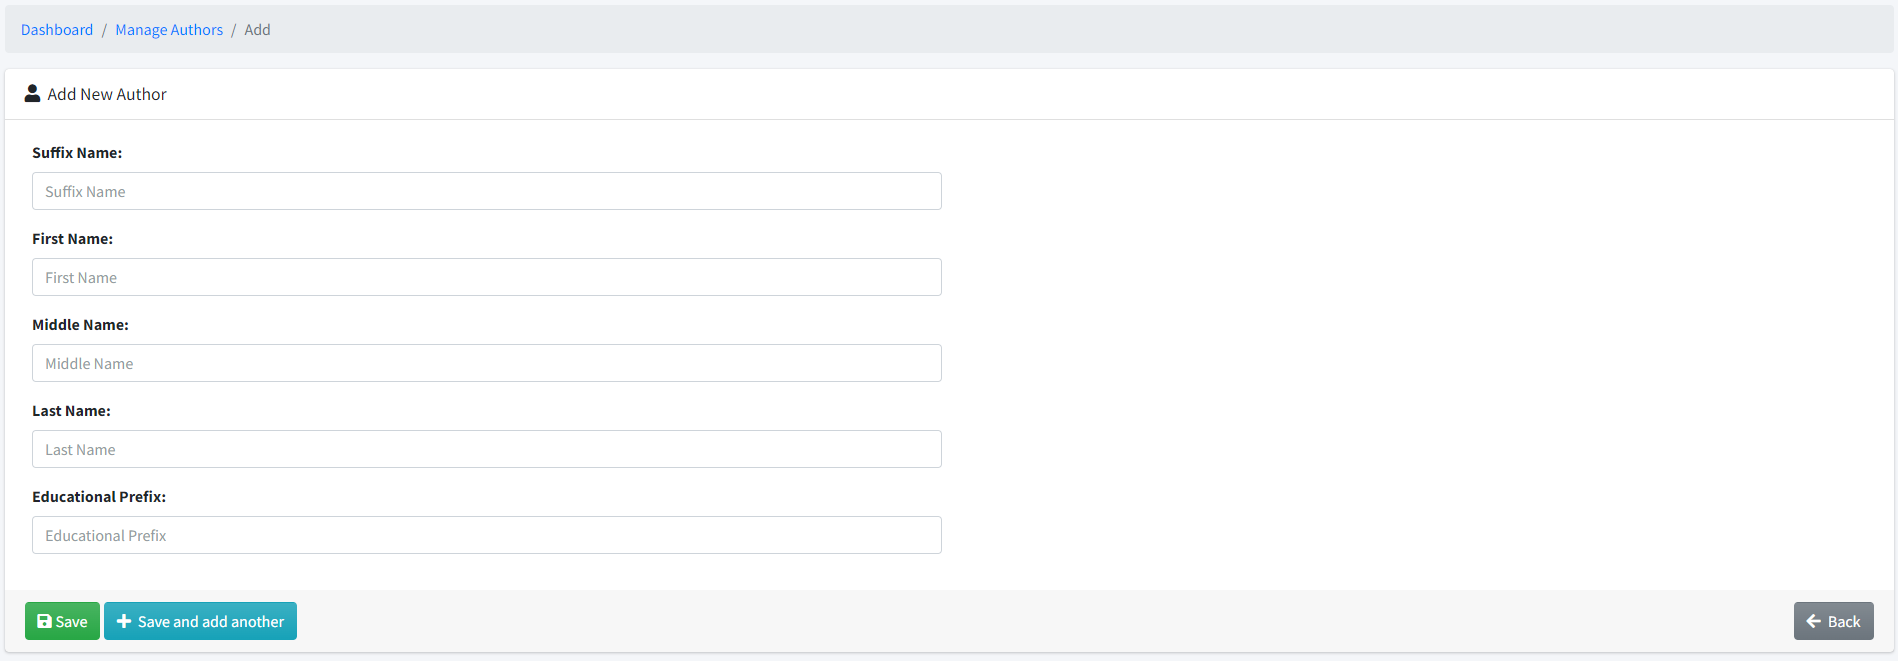 Dashboard / Manage Authors / Add
Add New Author
Suffix Name:
Suffix Name
First Name:
First Name
Middle Name:
Middle Name
Last Name:
Last Name
Educational Prefix:
Educational Prefix
Save Save and add another Back